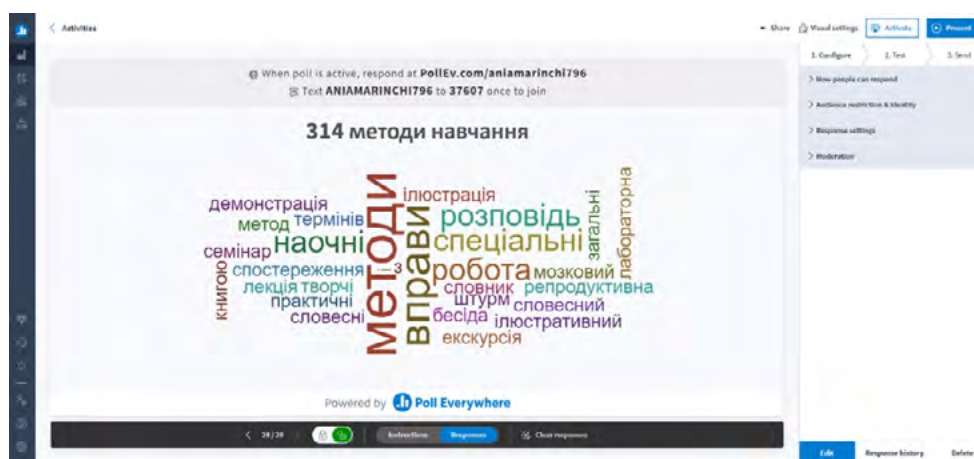 Activities
Share
Visual settings
Activate
Present
1. Configure
2. Test
3. Send
When poll is active, respond at PollEv.com/aniamarinchi796
Text ANIAMARINCHI796 to 37607 once to join
> How people can respond
> Audience restriction & Identity
> Response settings
> Moderation
314 методи навчання
демонстрація
метод
термінів
семінар
наочні
спостереження
лекція
творчі
практичні
словесні
книгою
методи
– 3
вправи
ілюстрація
розповідь
спеціальні
загальні
лабораторна
робота
мозковий
словник
репродуктивна
штурм
словесний
бесіда
ілюстративний
екскурсія
Powered by Poll Everywhere
28/28
Instructions
Responses
Clear responses
Edit
Response history
Delete